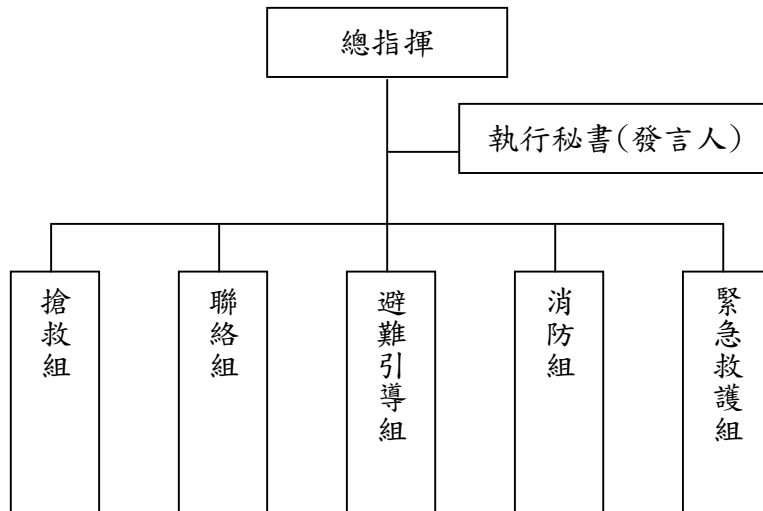 總指揮
執行秘書(發言人)
搶救組
聯絡組
避難引導組
消防組
緊急救護組